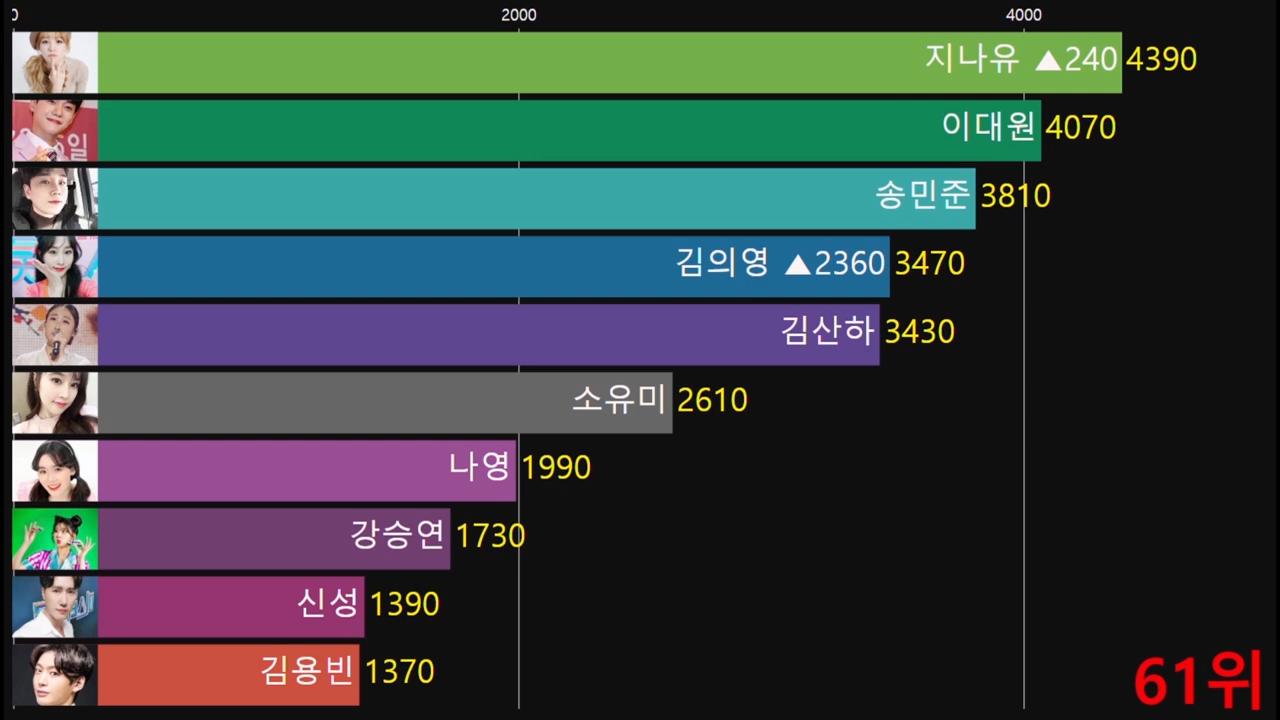 0 2000 4000
지나유 ▲240 4390
이대원 4070
송민준 3810
김의영 ▲2360 3470
김산하 3430
소유미 2610
나영 1990
강승연 1730
신성 1390
김용빈 1370
61위